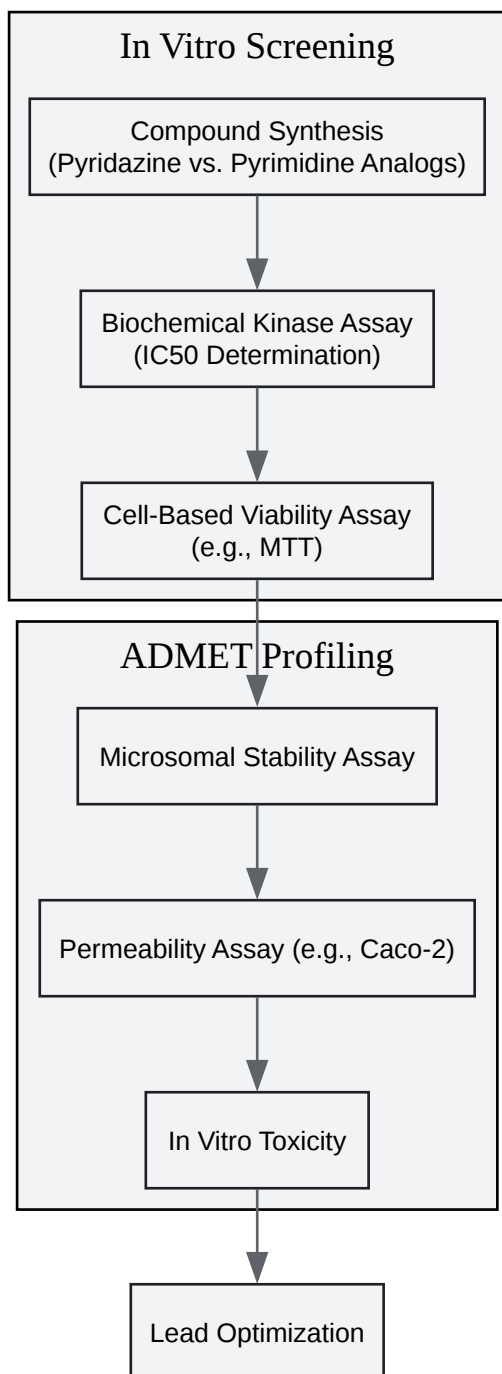 In Vitro Screening
Compound Synthesis
(Pyridazine vs. Pyrimidine Analogs)
Biochemical Kinase Assay
(IC50 Determination)
Cell-Based Viability Assay
(e.g., MTT)
ADMET Profiling
Microsomal Stability Assay
Permeability Assay (e.g., Caco-2)
In Vitro Toxicity
Lead Optimization